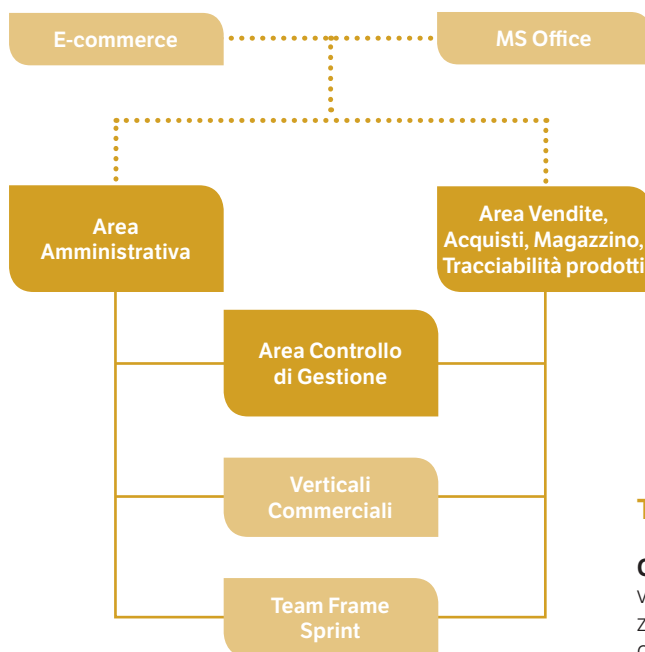 E-commerce
MS Office
Area
Amministrativa
Area Vendite,
Acquisti, Magazzino,
Tracciabilità prodotti
Area Controllo
di Gestione
Verticali
Commerciali
Team Frame
Sprint